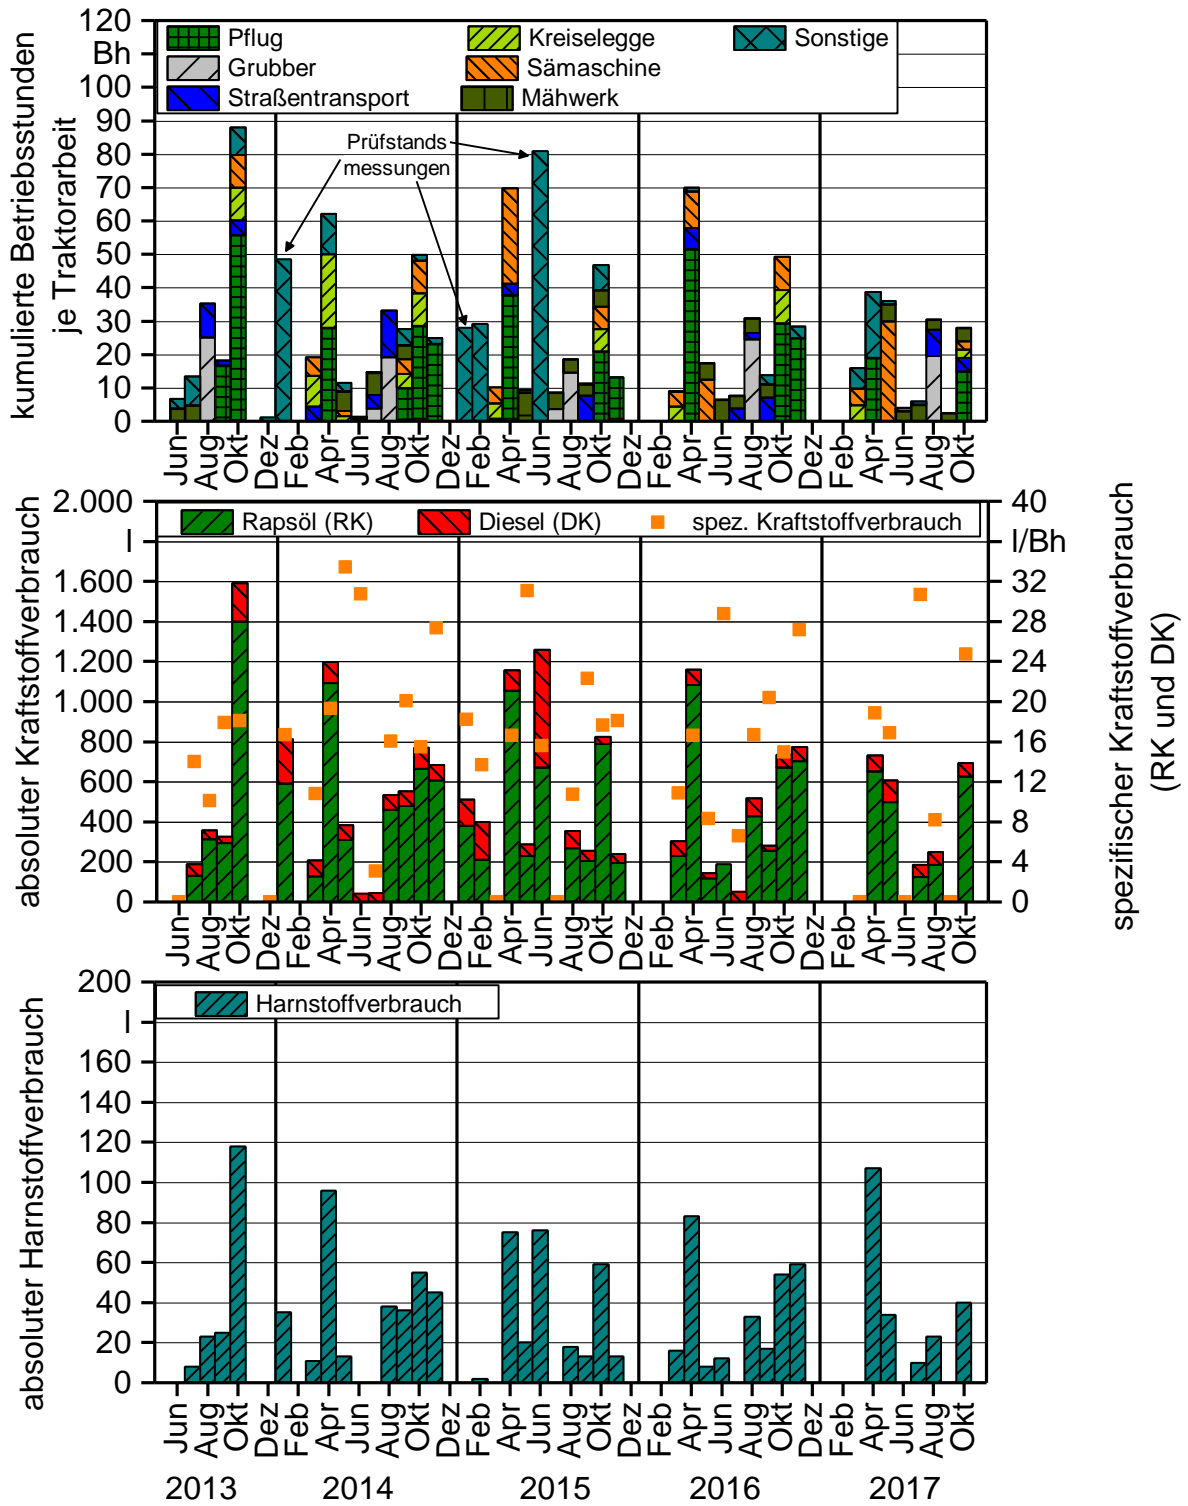 kumulierte Betriebsstunden
je Traktorarbeit
120
Bh
100
90
80
70
60
50
40
30
20
10
0
Pflug
Kreiselegge
Sonstige
Grubber
Sämaschine
Straßentransport
Mähwerk
Prüfstands
messungen
Jun
Aug
Okt
Dez
Feb
Apr
Jun
Aug
Okt
Dez
Feb
Apr
Jun
Aug
Okt
Dez
Feb
Apr
Jun
Aug
Okt
Dez
Feb
Apr
Jun
Aug
Okt
absoluter Kraftstoffverbrauch
2.000
l
1.600
1.400
1.200
1.000
800
600
400
200
0
Rapsöl (RK)
Diesel (DK)
spez. Kraftstoffverbrauch
40
l/Bh
32
28
24
20
16
12
8
4
0
spezifischer Kraftstoffverbrauch
(RK und DK)
Jun
Aug
Okt
Dez
Feb
Apr
Jun
Aug
Okt
Dez
Feb
Apr
Jun
Aug
Okt
Dez
Feb
Apr
Jun
Aug
Okt
Dez
Feb
Apr
Jun
Aug
Okt
absoluter Harnstoffverbrauch
200
l
160
140
120
100
80
60
40
20
0
Harnstoffverbrauch
Jun
Aug
Okt
Dez
Feb
Apr
Jun
Aug
Okt
Dez
Feb
Apr
Jun
Aug
Okt
Dez
Feb
Apr
Jun
Aug
Okt
Dez
Feb
Apr
Jun
Aug
Okt
2013
2014
2015
2016
2017